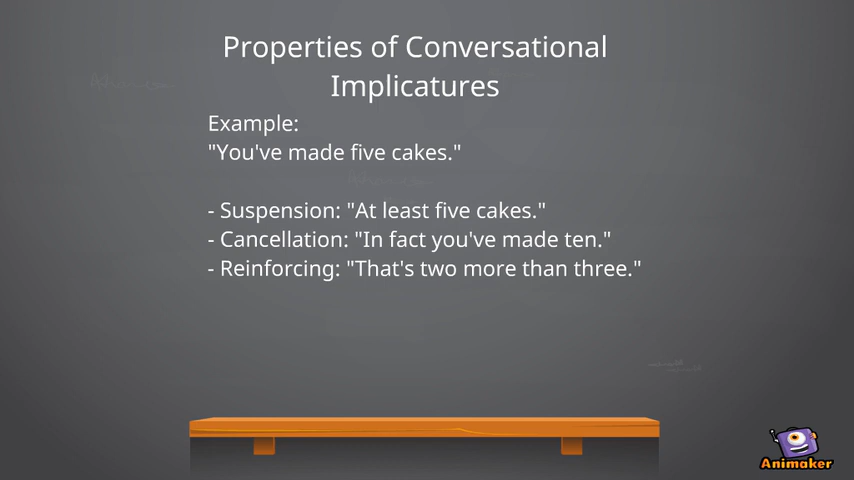 Properties of Conversational
Implicatures
Example:
"You've made five cakes."
- Suspension: "At least five cakes."
- Cancellation: "In fact you've made ten."
- Reinforcing: "That's two more than three."
Animaker